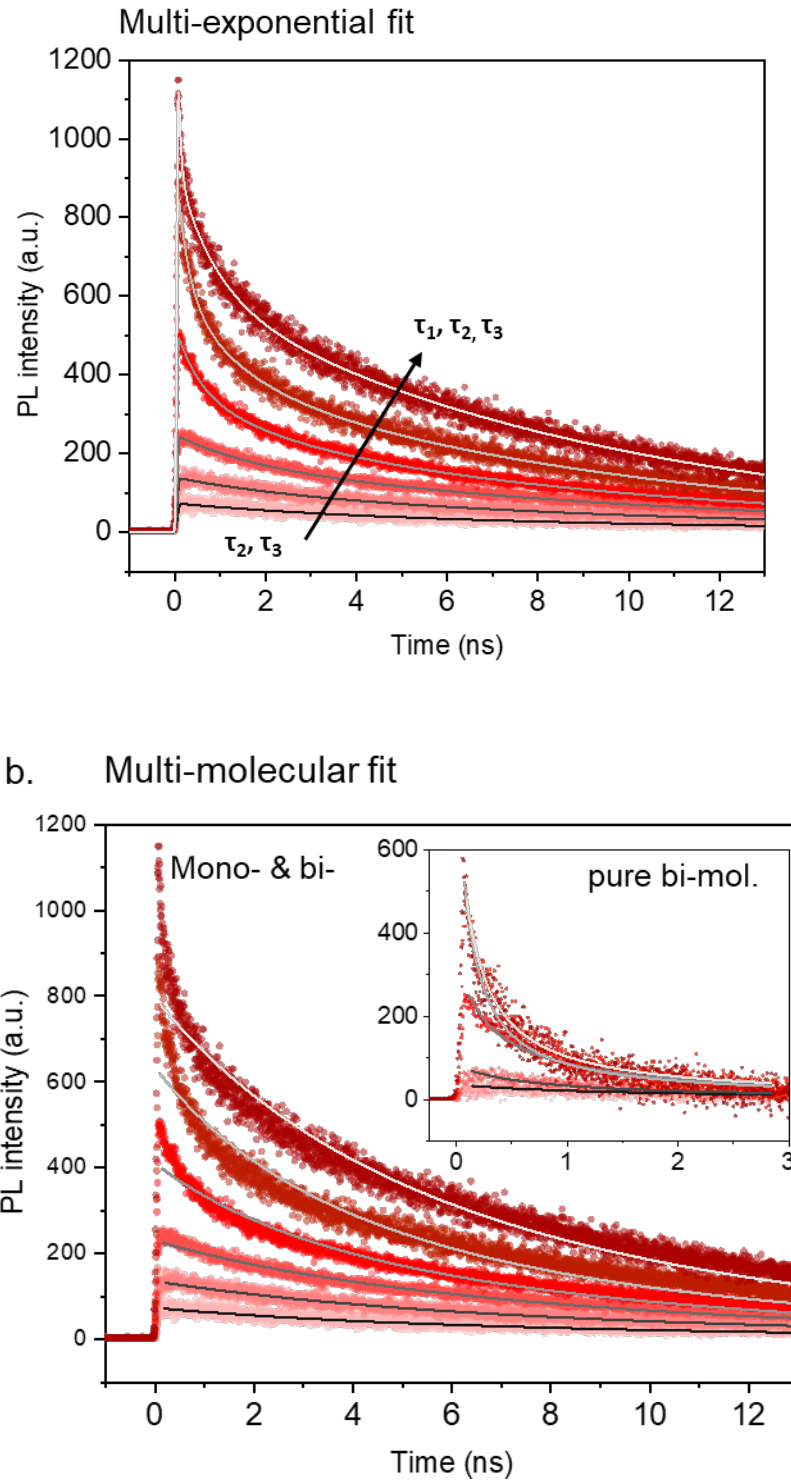 Multi-exponential fit
1200
1000
800
600
400
200
0
PL intensity (a.u.)
τ1, τ2, τ3
τ2, τ3
0 2 4 6 8 10 12
Time (ns)
b. Multi-molecular fit
1200
1000
800
600
400
200
0
PL intensity (a.u.)
Mono- & bi-
600
400
200
0
pure bi-mol.
0 1 2 3
0 2 4 6 8 10 12
Time (ns)